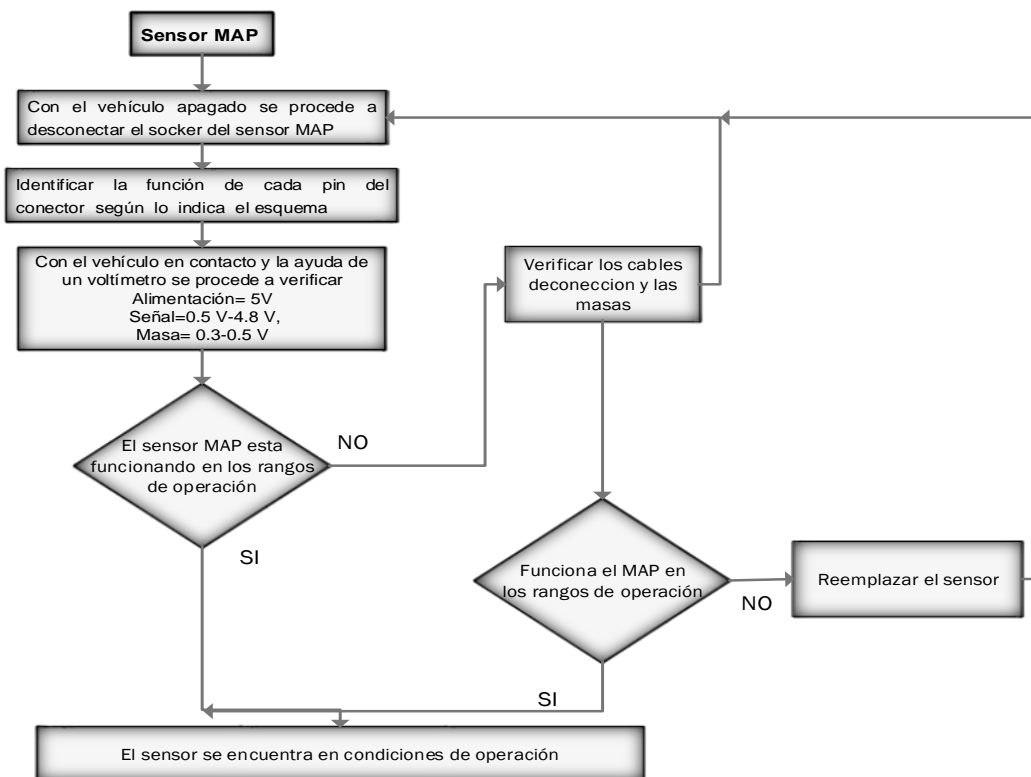 Sensor MAP
Con el vehículo apagado se procede a
desconectar el socker del sensor MAP
Identificar la función de cada pin del
conector según lo indica el esquema
Con el vehículo en contacto y la ayuda de
un voltímetro se procede a verificar
Alimentación= 5V
Señal=0.5 V-4.8 V,
Masa= 0.3-0.5 V
Verificar los cables
deconeccion y las
masas
El sensor MAP esta
funcionando en los rangos
de operación
NO
SI
Funciona el MAP en
los rangos de operación
NO
Reemplazar el sensor
SI
El sensor se encuentra en condiciones de operación